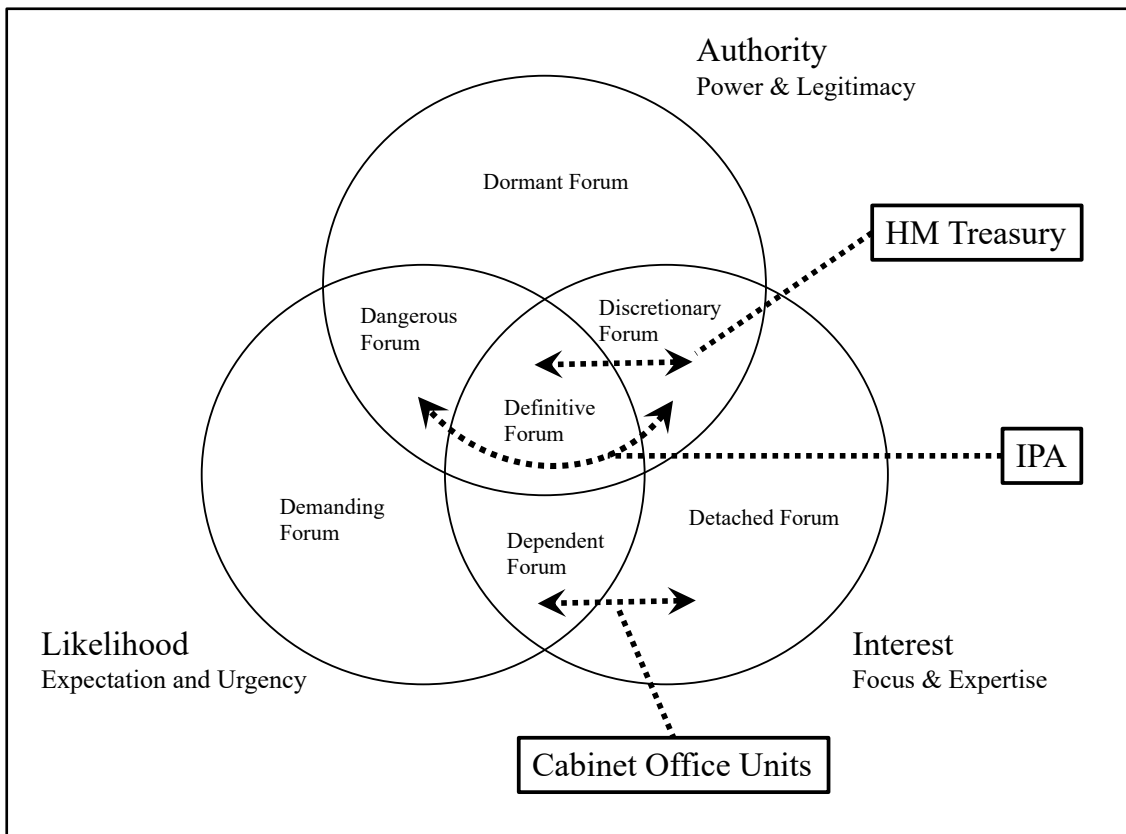 Authority
Power & Legitimacy
Dormant Forum
HM Treasury
Dangerous
Forum
Discretionary
Forum
Definitive
Forum
IPA
Demanding
Forum
Detached Forum
Dependent
Forum
Likelihood
Expectation and Urgency
Interest
Focus & Expertise
Cabinet Office Units